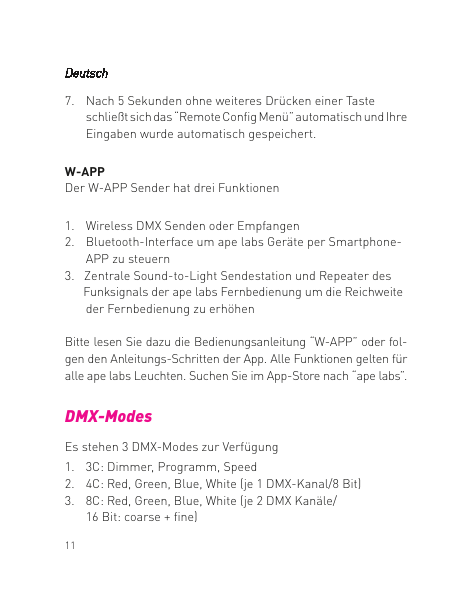 Deutsch
7. Nach 5 Sekunden ohne weiteres Drücken einer Taste
schließt sich das “Remote Config Menü” automatisch und Ihre
Eingaben wurde automatisch gespeichert.
W-APP
Der W-APP Sender hat drei Funktionen
1. Wireless DMX Senden oder Empfangen
2. Bluetooth-Interface um ape labs Geräte per Smartphone-
APP zu steuern
3. Zentrale Sound-to-Light Sendestation und Repeater des
Funksignals der ape labs Fernbedienung um die Reichweite
der Fernbedienung zu erhöhen
Bitte lesen Sie dazu die Bedienungsanleitung “W-APP” oder fol-
gen den Anleitungs-Schritten der App. Alle Funktionen gelten für
alle ape labs Leuchten. Suchen Sie im App-Store nach “ape labs”.
DMX-Modes
Es stehen 3 DMX-Modes zur Verfügung
1. 3C: Dimmer, Programm, Speed
2. 4C: Red, Green, Blue, White (je 1 DMX-Kanal/8 Bit)
3. 8C: Red, Green, Blue, White (je 2 DMX Kanäle/
16 Bit: coarse + fine)
11